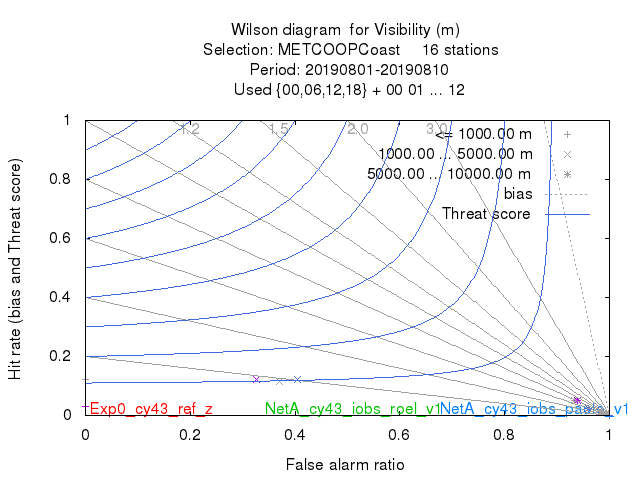 Wilson diagram for Visibility (m)
Selection: METCOOPCoast 16 stations
Period: 20190801-20190810
Used {00,06,12,18} + 00 01 ... 12
1.2 1.5 2.0 3.0
<= 1000.00 m
1000.00 ... 5000.00 m
5000.00 ... 10000.00 m
bias
Threat score
Hit rate (bias and Threat score)
1
0.8
0.6
0.4
0.2
0
Exp0_cy43_ref_z NetA_cy43_iobs_roel_v1 NetA_cy43_iobs_paulo_v1
0 0.2 0.4 0.6 0.8 1
False alarm ratio